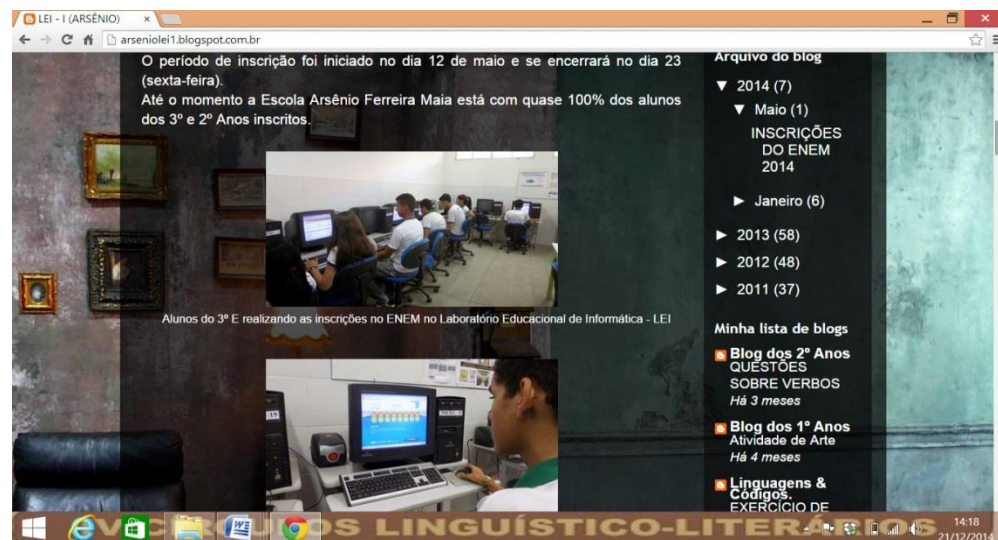 LEI - I (ARSÊNIO)
arseniolei1.blogspot.com.br
O período de inscrição foi iniciado no dia 12 de maio e se encerrará no dia 23
(sexta-feira).
Até o momento a Escola Arsênio Ferreira Maia está com quase 100% dos alunos
dos 3º e 2º Anos inscritos.
Alunos do 3º E realizando as inscrições no ENEM no Laboratório Educacional de Informática - LEI
Arquivo do blog
▼ 2014 (7)
▼ Maio (1)
INSCRIÇÕES
DO ENEM
2014
► Janeiro (6)
► 2013 (58)
► 2012 (48)
► 2011 (37)
Minha lista de blogs
Blog dos 2º Anos
QUESTÕES
SOBRE VERBOS
Há 3 meses
Blog dos 1º Anos
Atividade de Arte
Há 4 meses
Linguagens &
Códigos.
EXERCÍCIO DE
LINGUÍSTICO-LITERÁRIOS
14:18
21/12/2014